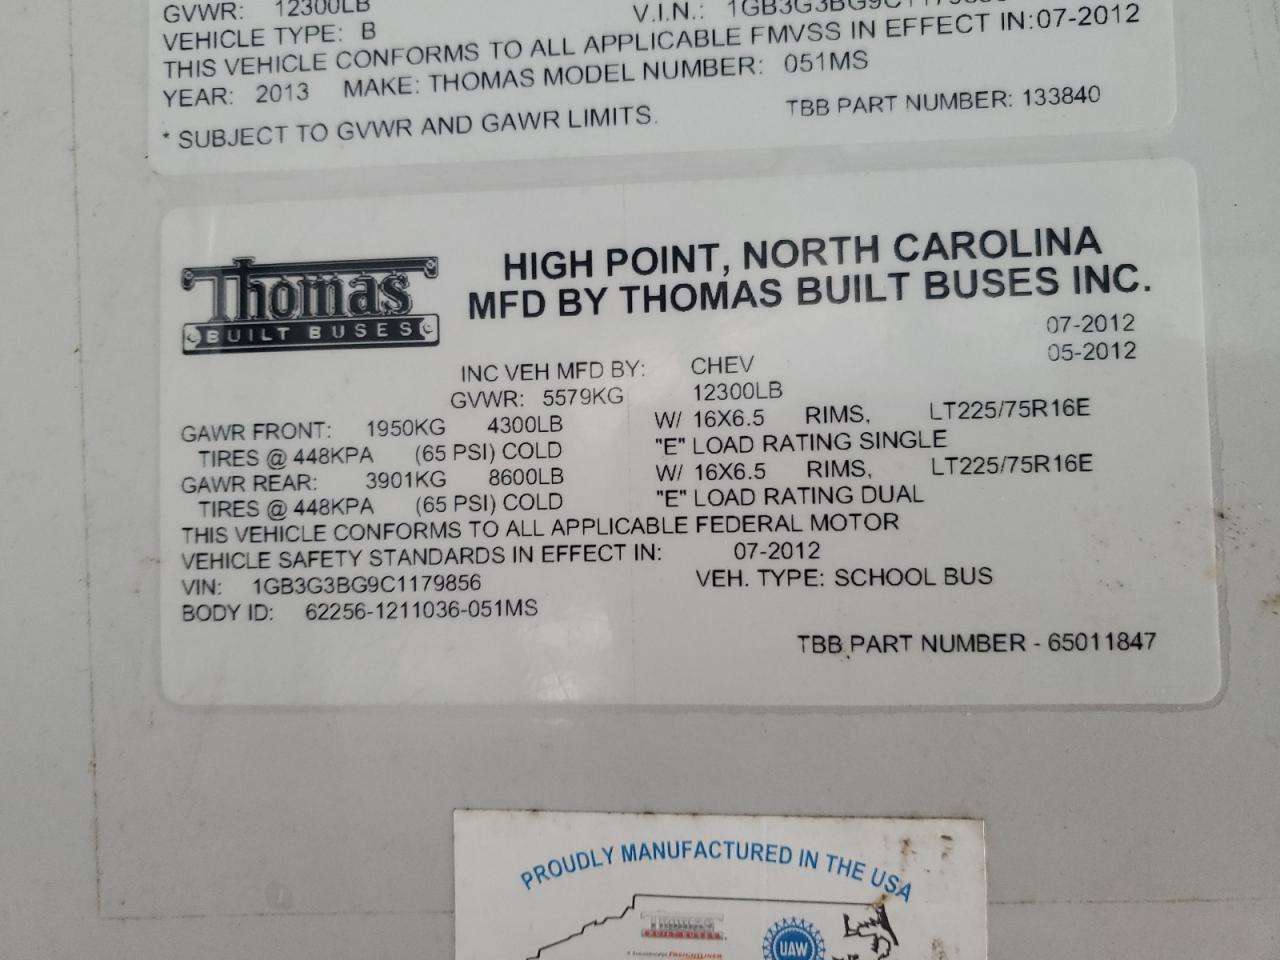 GVWR: 12300LB V.I.N.:
VEHICLE TYPE: B
THIS VEHICLE CONFORMS TO ALL APPLICABLE FMVSS IN EFFECT IN:07-2012
YEAR: 2013 MAKE: THOMAS MODEL NUMBER: 051MS
* SUBJECT TO GVWR AND GAWR LIMITS. TBB PART NUMBER: 133840
Thomas
BUILT BUSES
HIGH POINT, NORTH CAROLINA
MFD BY THOMAS BUILT BUSES INC.
07-2012
05-2012
INC VEH MFD BY: CHEV
GVWR: 5579KG 12300LB
GAWR FRONT: 1950KG 4300LB W/ 16X6.5 RIMS, LT225/75R16E
TIRES @ 448KPA (65 PSI) COLD "E" LOAD RATING SINGLE
GAWR REAR: 3901KG 8600LB W/ 16X6.5 RIMS, LT225/75R16E
TIRES @ 448KPA (65 PSI) COLD "E" LOAD RATING DUAL
THIS VEHICLE CONFORMS TO ALL APPLICABLE FEDERAL MOTOR
VEHICLE SAFETY STANDARDS IN EFFECT IN: 07-2012
VIN: 1GB3G3BG9C1179856 VEH. TYPE: SCHOOL BUS
BODY ID: 62256-1211036-051MS
TBB PART NUMBER - 65011847
PROUDLY MANUFACTURED IN THE USA
THOMAS
BUILT BUSES
FREIGHTLINER
UAW